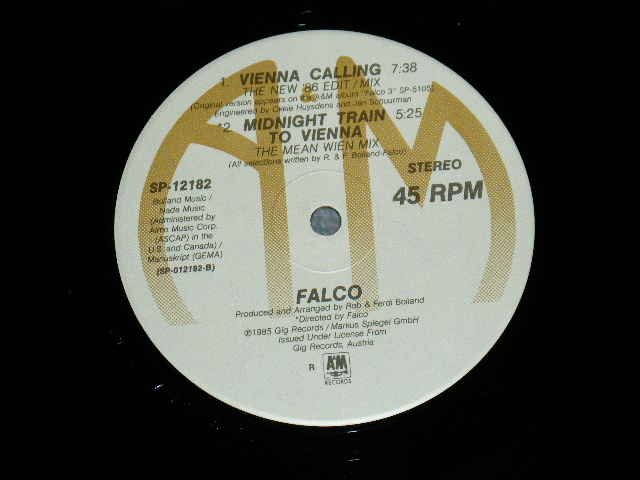 1. VIENNA CALLING 7:38
THE NEW '86 EDIT / MIX
(Original version appears on the A&M album "Falco 3" SP-5105)
Engineered by Okkie Huysdens and Jan Schuurman
*2. MIDNIGHT TRAIN 5:25
TO VIENNA
THE MEAN WIEN MIX
(All selections written by R. & F. Bolland-Falco)
STEREO
45 RPM
SP-12182
Bolland Music /
Nada Music
(Administered by
Almo Music Corp.
(ASCAP) in the
U.S. and Canada) /
Manuskript (GEMA)
(SP-012182-B)
FALCO
Produced and Arranged by Rob & Ferdi Bolland
*Directed by Falco
℗1985 Gig Records / Markus Spiegel GmbH
Issued Under License From
Gig Records, Austria
R A&M
RECORDS